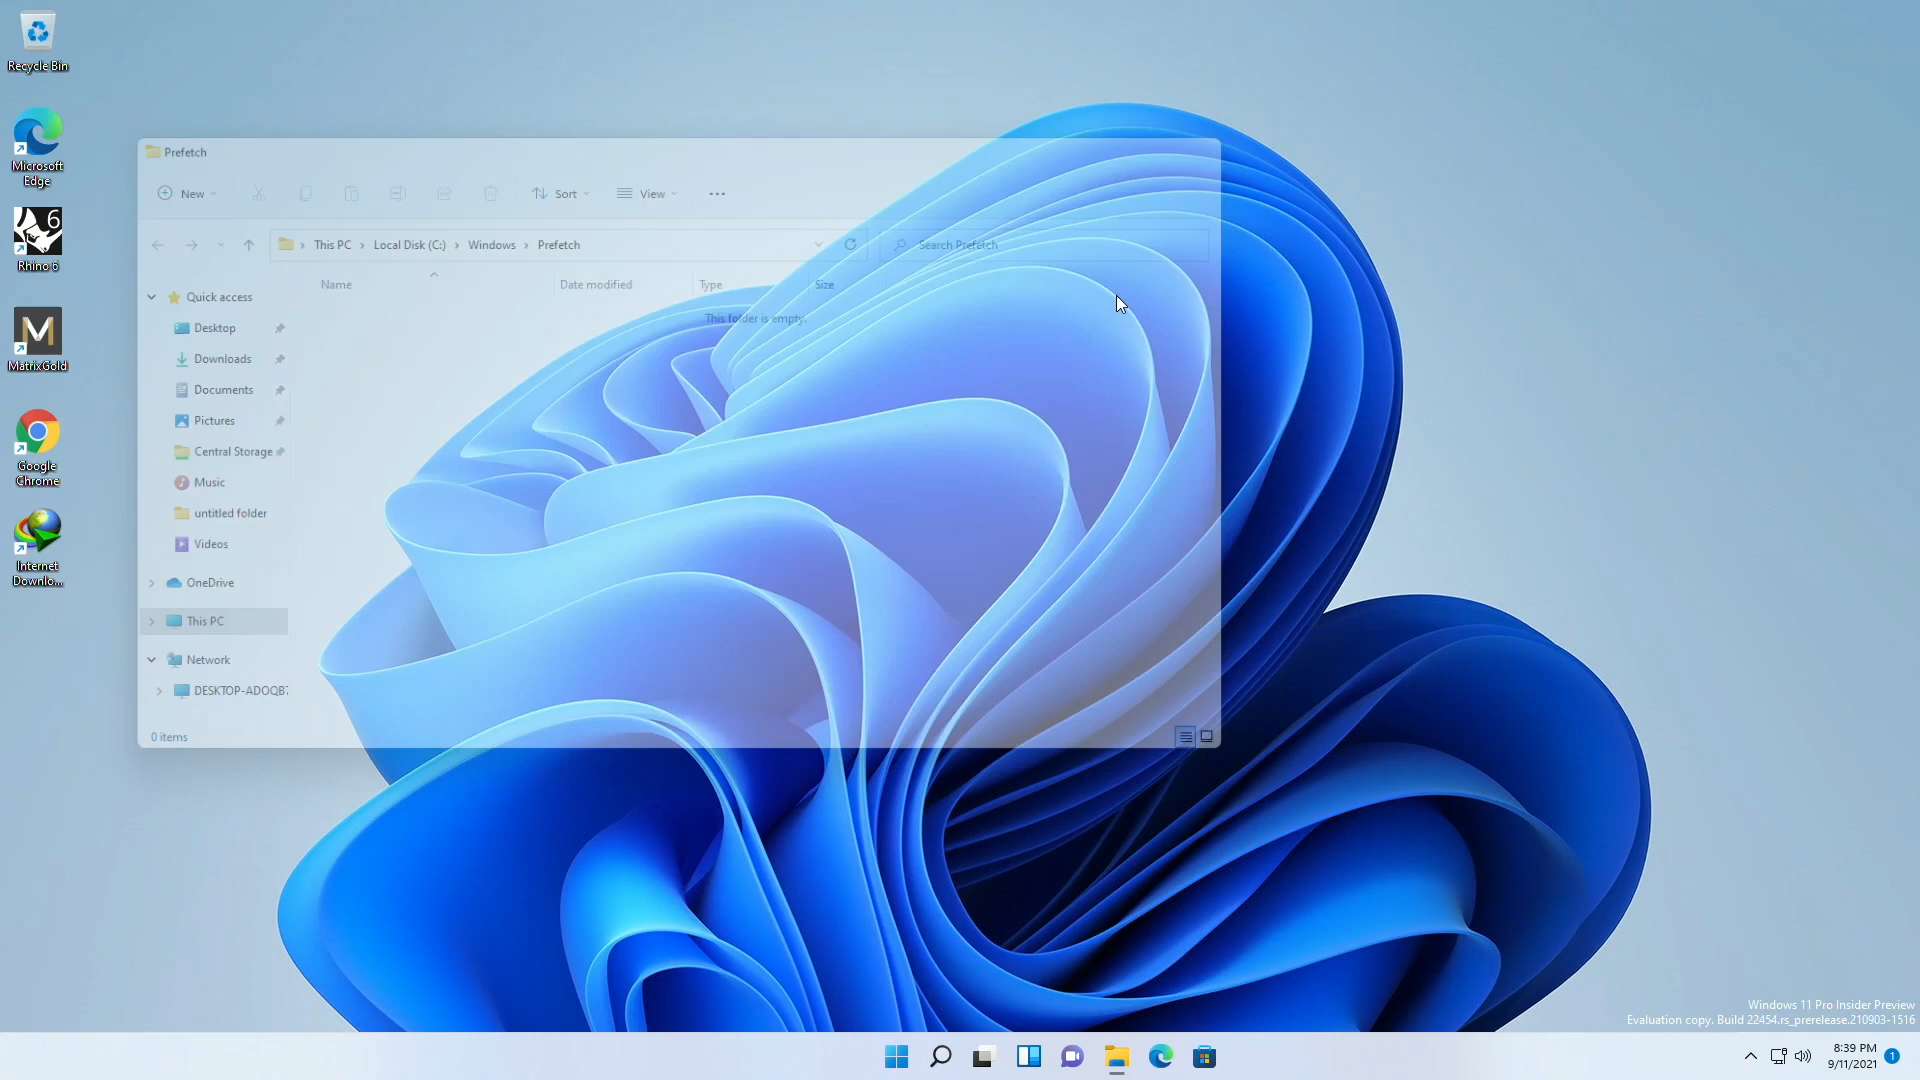 Recycle Bin
Microsoft
Edge
6
Rhino 6
M
MatrixGold
Google
Chrome
Internet
Downlo...
Prefetch
New
Sort
View
This PC
Local Disk (C:)
Windows
Prefetch
Search Prefetch
Name
Date modified
Type
Size
This folder is empty.
Quick access
Desktop
Downloads
Documents
Pictures
Central Storage
Music
untitled folder
Videos
OneDrive
This PC
Network
DESKTOP-ADOQB7
0 items
Windows 11 Pro Insider Preview
Evaluation copy. Build 22454.rs_prerelease.210903-1516
8:39 PM
9/11/2021
1